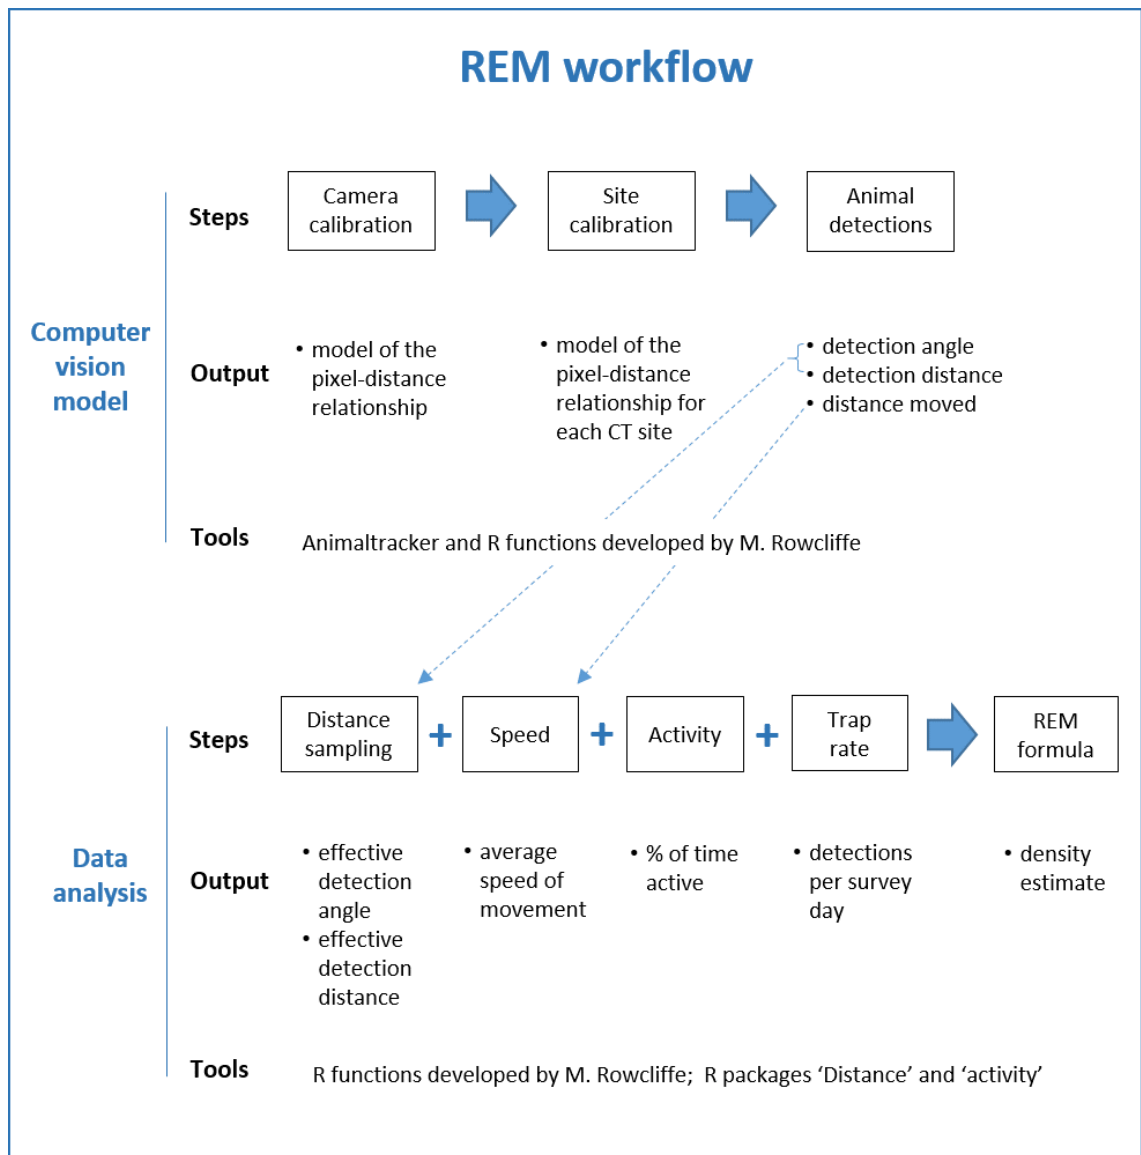 REM workflow
Computer
vision
model
Steps
Camera
calibration
Site
calibration
Animal
detections
Output
• model of the
pixel-distance
relationship
• model of the
pixel-distance
relationship for
each CT site
• detection angle
• detection distance
• distance moved
Tools
Animaltracker and R functions developed by M. Rowcliffe
Data
analysis
Steps
Distance
sampling
+
Speed
+
Activity
+
Trap
rate
REM
formula
Output
• effective
detection
angle
• effective
detection
distance
• average
speed of
movement
• % of time
active
• detections
per survey
day
• density
estimate
Tools
R functions developed by M. Rowcliffe; R packages ‘Distance’ and ‘activity’